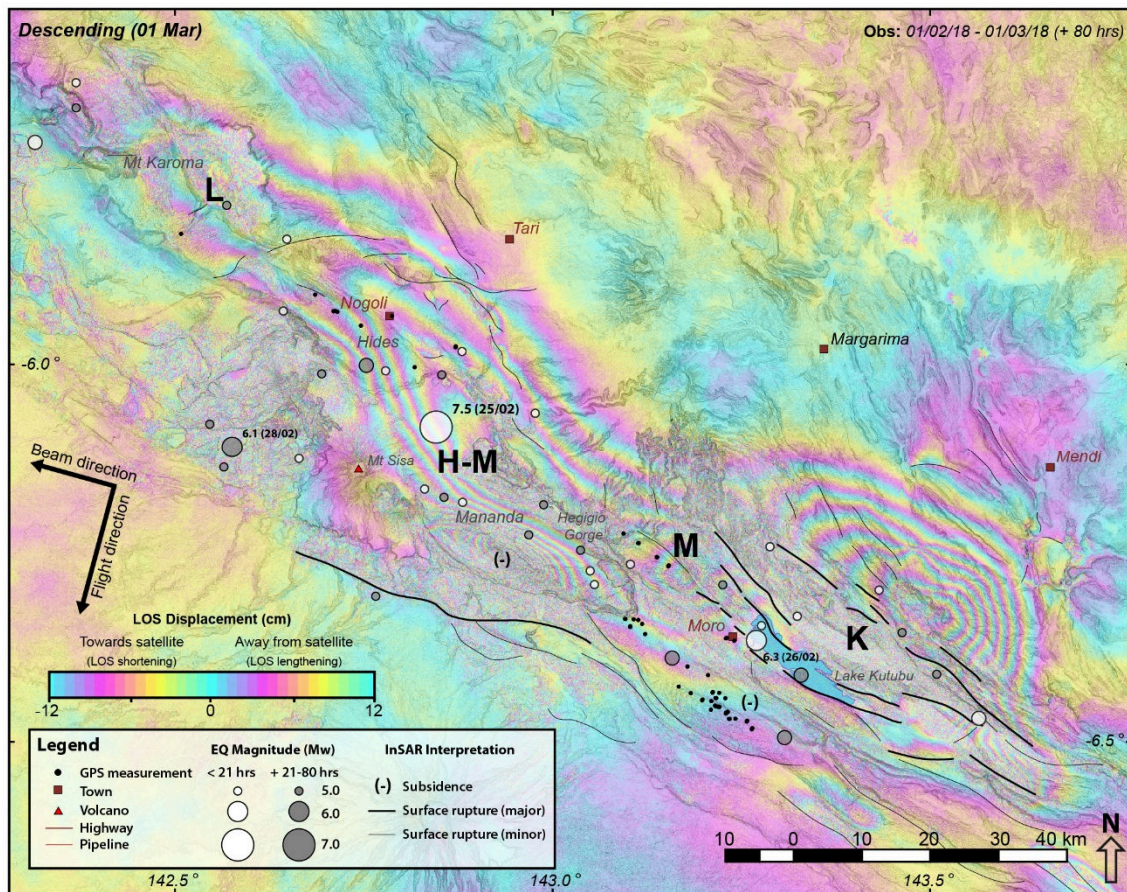 Descending (01 Mar)
Obs: 01/02/18 - 01/03/18 (+ 80 hrs)
Mt Karoma
L
Tari
Nogoli
Hides
Margarima
-6.0°
7.5 (25/02)
6.1 (28/02)
Beam direction
Mt Sisa
H-M
Mendi
Flight direction
Mananda
Hegigio
Gorge
M
(-)
LOS Displacement (cm)
Towards satellite
Away from satellite
(LOS shortening)
(LOS lengthening)
-12
0
12
Moro
K
6.3 (26/02)
Lake Kutubu
(-)
-6.5°
Legend
EQ Magnitude (Mw)
InSAR Interpretation
GPS measurement
< 21 hrs
+ 21-80 hrs
Town
5.0
(-) Subsidence
Volcano
6.0
Surface rupture (major)
Highway
Surface rupture (minor)
Pipeline
7.0
10 0 10 20 30 40 km
N
142.5°
143.0°
143.5°